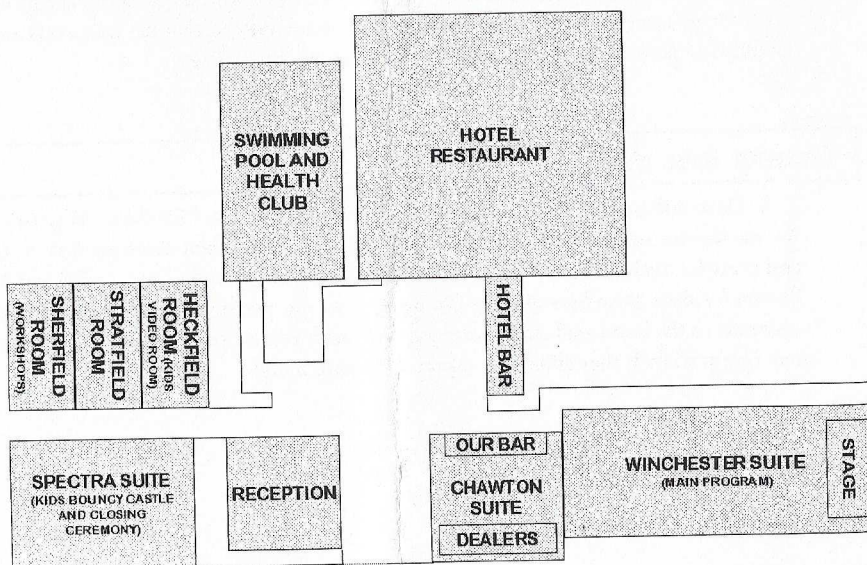 SWIMMING
POOL AND
HEALTH
CLUB
HOTEL
RESTAURANT
SHERFIELD
ROOM
(WORKSHOPS)
STRATFIELD
ROOM
HECKFIELD
ROOM (KIDS
VIDEO ROOM)
HOTEL BAR
SPECTRA SUITE
(KIDS BOUNCY CASTLE
AND CLOSING
CEREMONY)
RECEPTION
OUR BAR
CHAWTON
SUITE
DEALERS
WINCHESTER SUITE
(MAIN PROGRAM)
STAGE